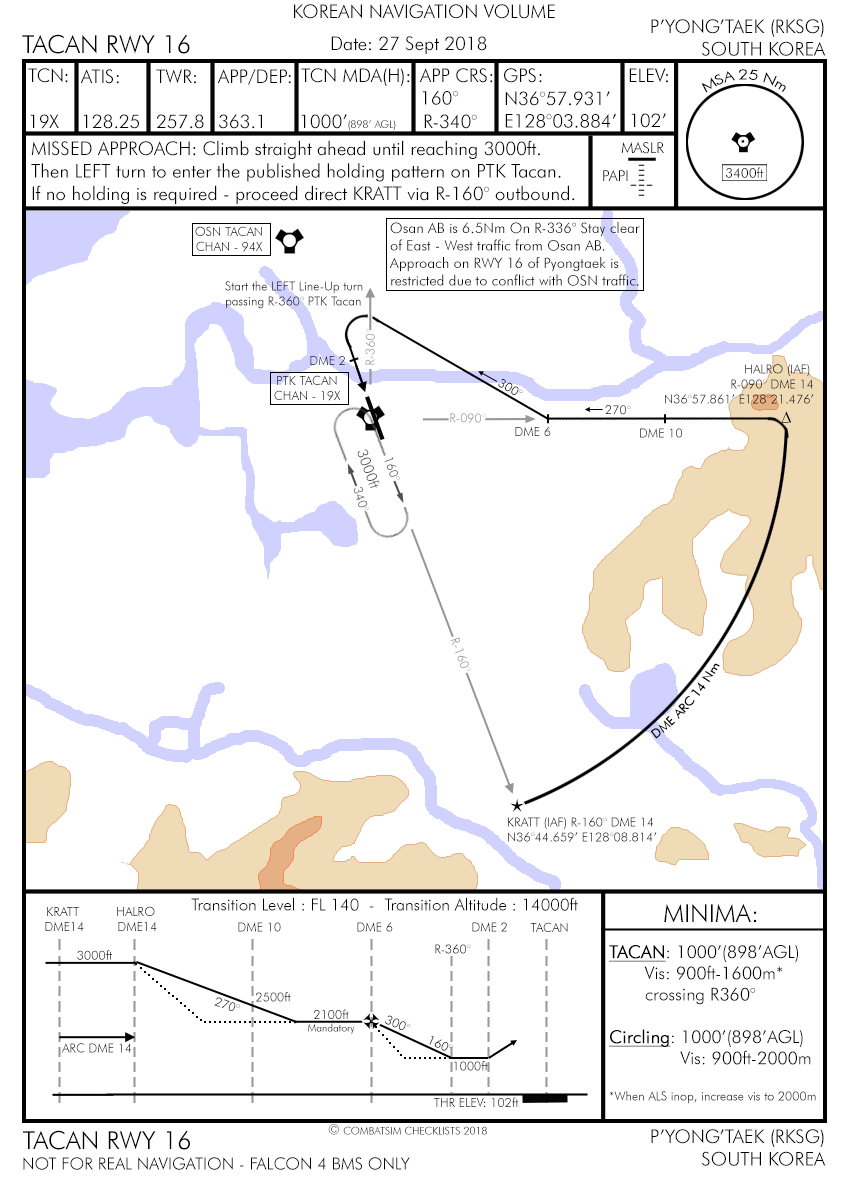 KOREAN NAVIGATION VOLUME
TACAN RWY 16
Date: 27 Sept 2018
P'YONG'TAEK (RKSG)
SOUTH KOREA
TCN:
19X
ATIS:
128.25
TWR:
257.8
APP/DEP:
363.1
TCN MDA(H):
1000'(898' AGL)
APP CRS:
160°
R-340°
GPS:
N36°57.931'
E128°03.884'
ELEV:
102'
MSA 25 Nm
3400ft
MISSED APPROACH: Climb straight ahead until reaching 3000ft.
Then LEFT turn to enter the published holding pattern on PTK Tacan.
If no holding is required - proceed direct KRATT via R-160° outbound.
MASLR
PAPI
OSN TACAN
CHAN - 94X
Osan AB is 6.5Nm On R-336° Stay clear
of East - West traffic from Osan AB.
Approach on RWY 16 of Pyongtaek is
restricted due to conflict with OSN traffic.
Start the LEFT Line-Up turn
passing R-360° PTK Tacan
R-360°
DME 2
PTK TACAN
CHAN - 19X
300°
HALRO (IAF)
R-090° DME 14
N36°57.861' E128°21.476'
R-090°
270°
DME 6
DME 10
160°
3000ft
340°
R-160°
DME ARC 14 Nm
KRATT (IAF) R-160° DME 14
N36°44.659' E128°08.814'
Transition Level : FL 140 - Transition Altitude : 14000ft
KRATT
DME14
HALRO
DME14
DME 10
DME 6
R-360°
DME 2
TACAN
3000ft
270°
2500ft
2100ft
Mandatory
300°
160°
1000ft
ARC DME 14
THR ELEV: 102ft
MINIMA:
TACAN: 1000'(898'AGL)
Vis: 900ft-1600m*
crossing R360°
Circling: 1000'(898'AGL)
Vis: 900ft-2000m
*When ALS inop, increase vis to 2000m
© COMBATSIM CHECKLISTS 2018
TACAN RWY 16
NOT FOR REAL NAVIGATION - FALCON 4 BMS ONLY
P'YONG'TAEK (RKSG)
SOUTH KOREA